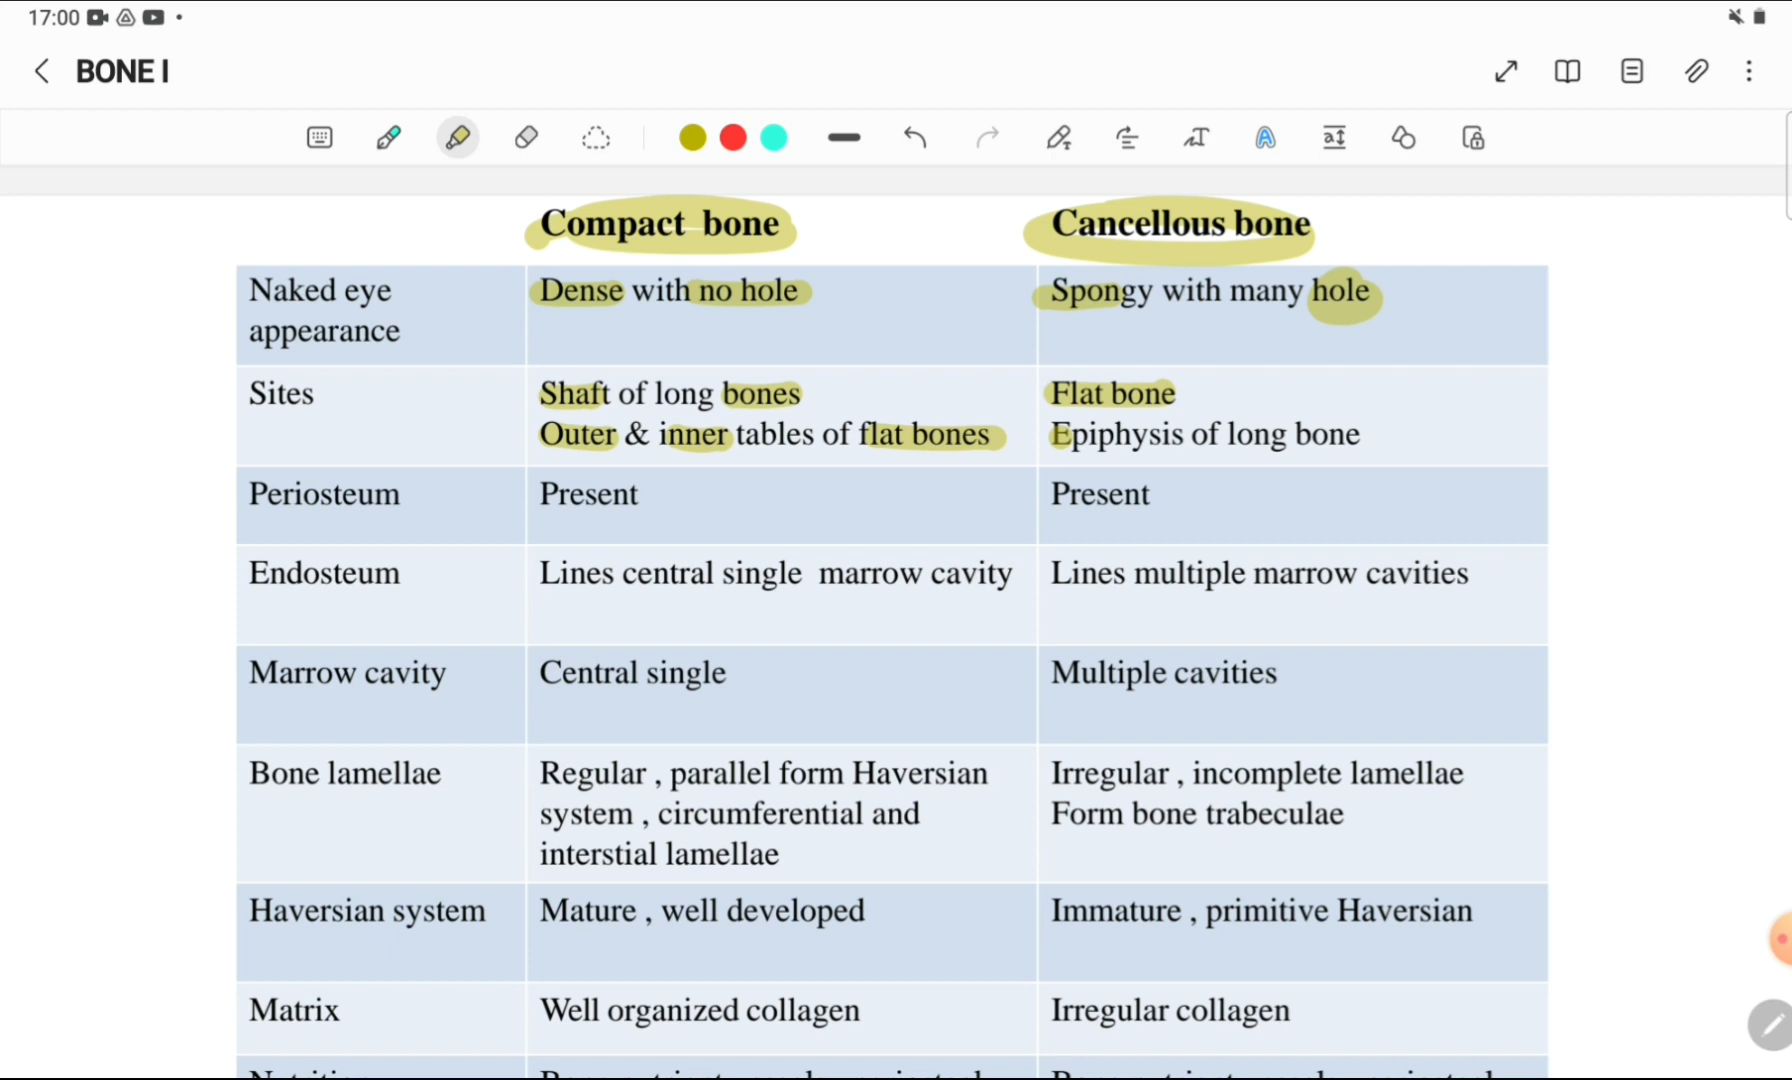 17:00
BONE I
Compact bone Cancellous bone
Naked eye appearance Dense with no hole Spongy with many hole
Sites Shaft of long bones Flat bone
Outer & inner tables of flat bones Epiphysis of long bone
Periosteum Present Present
Endosteum Lines central single marrow cavity Lines multiple marrow cavities
Marrow cavity Central single Multiple cavities
Bone lamellae Regular , parallel form Haversian Irregular , incomplete lamellae
system , circumferential and Form bone trabeculae
interstial lamellae
Haversian system Mature , well developed Immature , primitive Haversian
Matrix Well organized collagen Irregular collagen